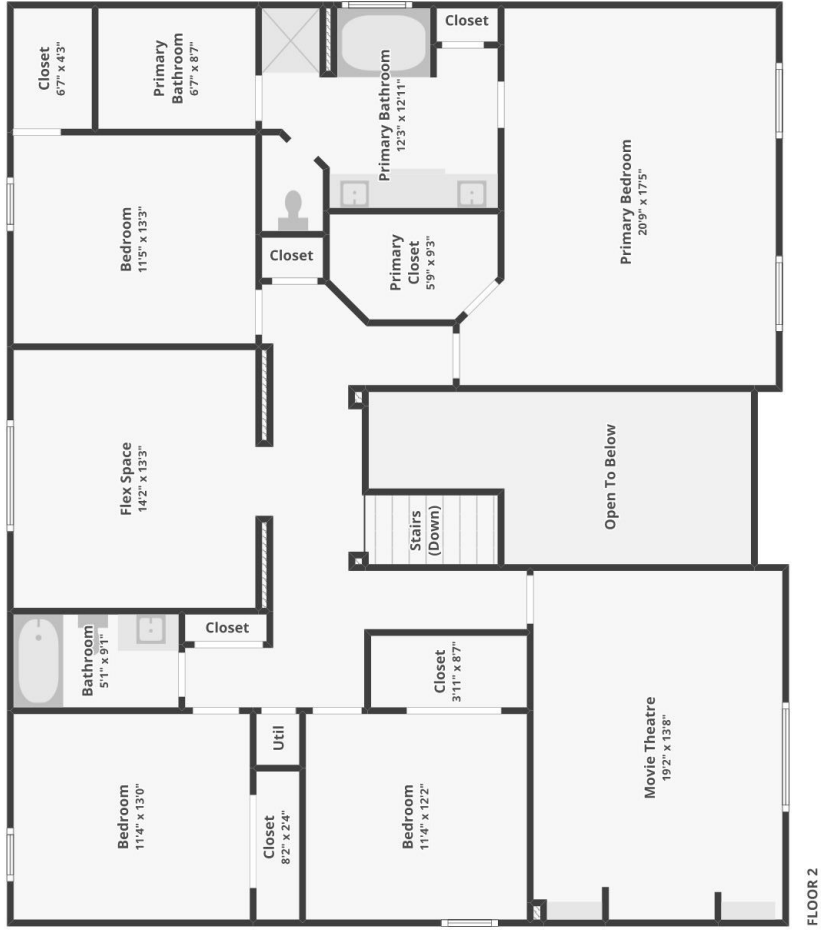 Closet
6'7" x 4'3"
Primary
Bathroom
6'7" x 8'7"
Closet
Primary Bathroom
12'3" x 12'11"
Primary Bedroom
20'9" x 17'5"
Bedroom
11'5" x 13'3"
Closet
Primary
Closet
5'9" x 9'3"
Flex Space
14'2" x 13'3"
Open To Below
Stairs
(Down)
Bathroom
5'1" x 9'1"
Closet
Closet
3'11" x 8'7"
Movie Theatre
19'2" x 13'8"
Util
Bedroom
11'4" x 13'0"
Closet
8'2" x 2'4"
Bedroom
11'4" x 12'2"
FLOOR 2